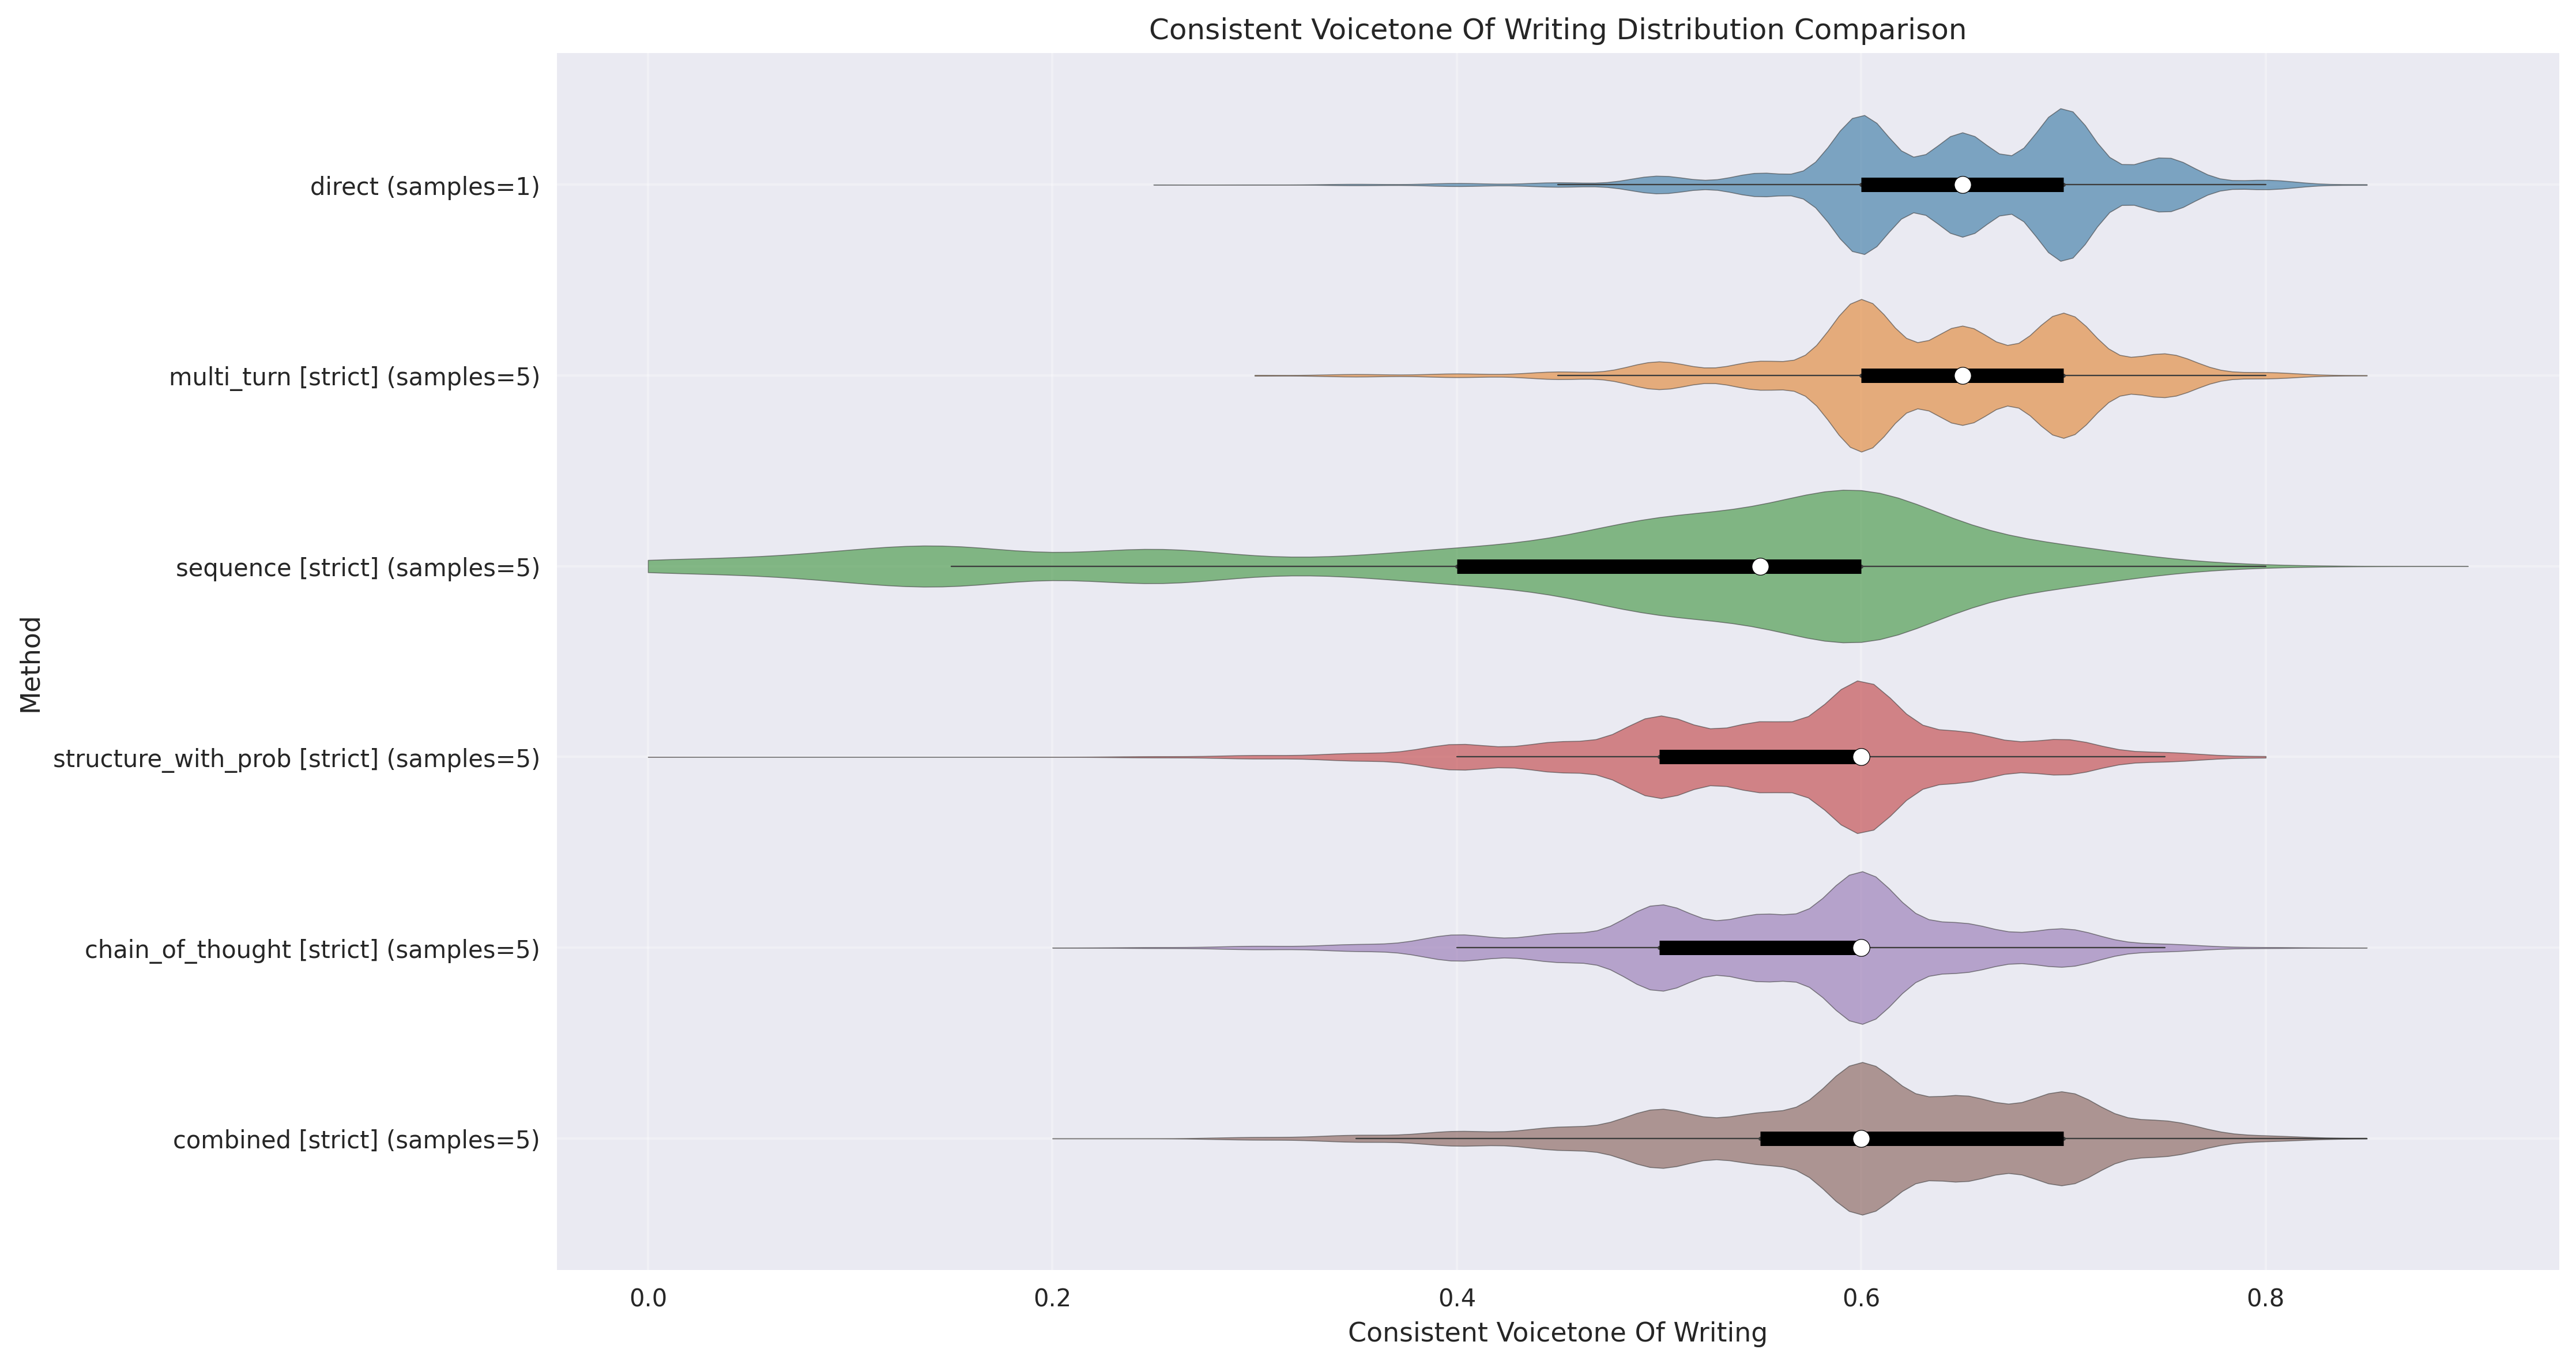 Consistent Voicetone Of Writing Distribution Comparison
Method
direct (samples=1)
multi_turn [strict] (samples=5)
sequence [strict] (samples=5)
structure_with_prob [strict] (samples=5)
chain_of_thought [strict] (samples=5)
combined [strict] (samples=5)
0.0 0.2 0.4 0.6 0.8
Consistent Voicetone Of Writing